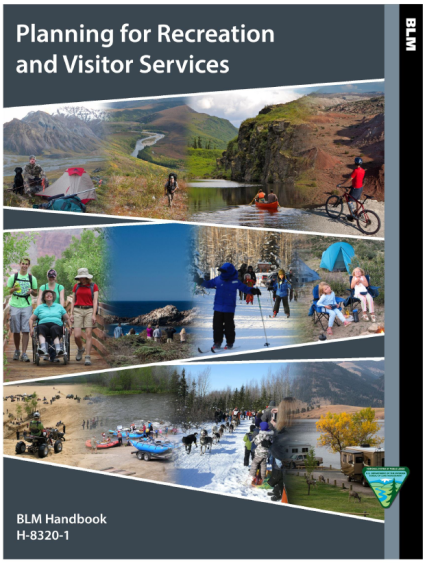 Planning for Recreation
and Visitor Services
BLM
BLM Handbook
H-8320-1